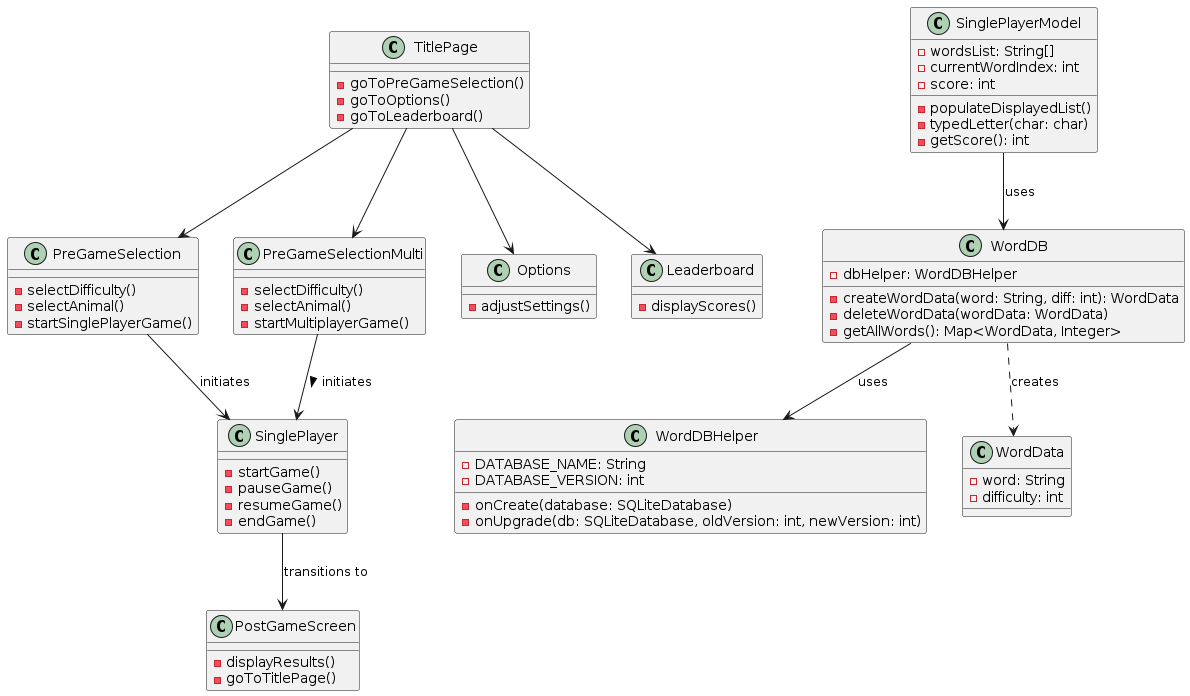 C TitlePage
goToPreGameSelection()
goToOptions()
goToLeaderboard()
C SinglePlayerModel
wordsList: String[]
currentWordIndex: int
score: int
populateDisplayedList()
typedLetter(char: char)
getScore(): int
uses
C PreGameSelection
selectDifficulty()
selectAnimal()
startSinglePlayerGame()
C PreGameSelectionMulti
selectDifficulty()
selectAnimal()
startMultiplayerGame()
C Options
adjustSettings()
C Leaderboard
displayScores()
C WordDB
dbHelper: WordDBHelper
createWordData(word: String, diff: int): WordData
deleteWordData(wordData: WordData)
getAllWords(): Map<WordData, Integer>
initiates
initiates
uses
creates
C SinglePlayer
startGame()
pauseGame()
resumeGame()
endGame()
C WordDBHelper
DATABASE_NAME: String
DATABASE_VERSION: int
onCreate(database: SQLiteDatabase)
onUpgrade(db: SQLiteDatabase, oldVersion: int, newVersion: int)
C WordData
word: String
difficulty: int
transitions to
C PostGameScreen
displayResults()
goToTitlePage()